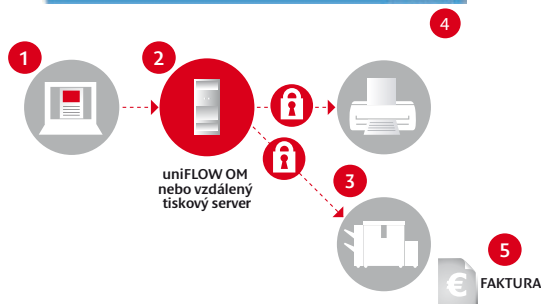 4
1
2
uniFLOW OM
nebo vzdálený
tiskový server
3
5
€ FAKTURA